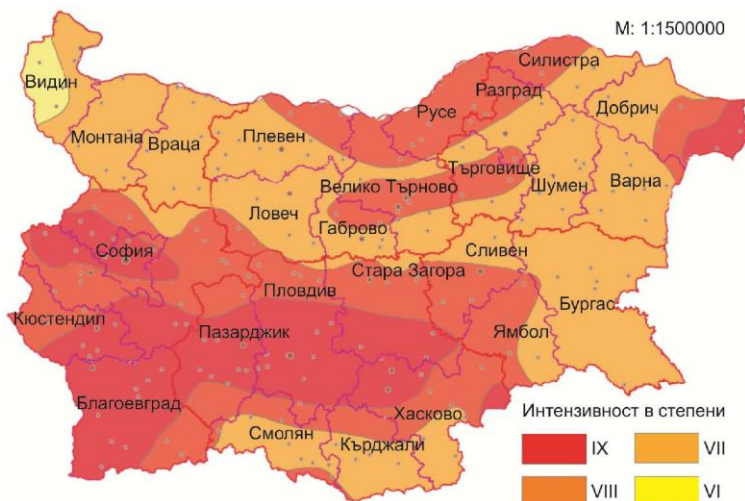 М: 1:1500000
Силистра
Видин
Разград
Русе
Добрич
Монтана
Плевен
Враца
Търговище
Велико Търново
Шумен
Варна
Ловеч
Габрово
София
Сливен
Стара Загора
Пловдив
Бургас
Кюстендил
Пазарджик
Ямбол
Благоевград
Хасково
Смолян
Кърджали
Интензивност в степени
IX
VII
VIII
VI